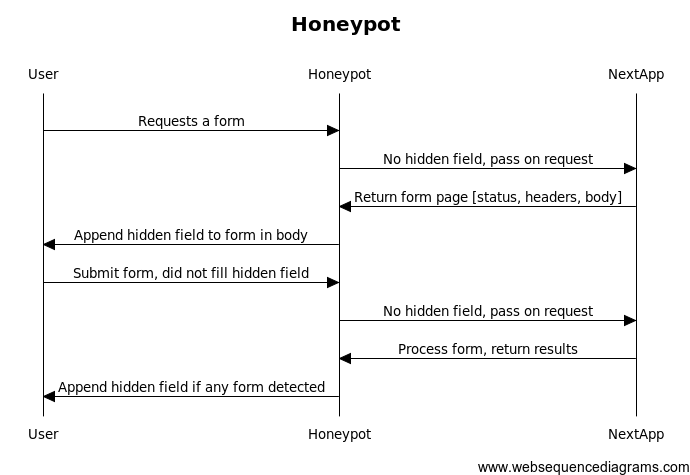 Honeypot
User
Honeypot
NextApp
Requests a form
No hidden field, pass on request
Return form page [status, headers, body]
Append hidden field to form in body
Submit form, did not fill hidden field
No hidden field, pass on request
Process form, return results
Append hidden field if any form detected
User
Honeypot
NextApp
www.websequencediagrams.com